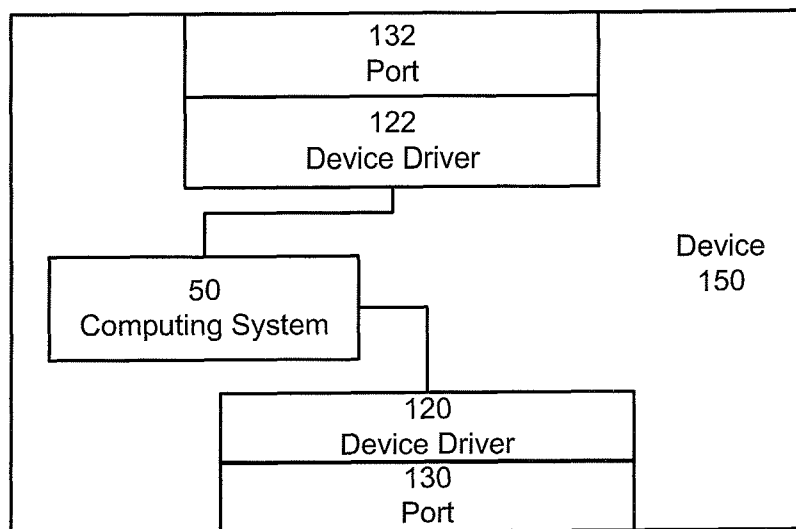 132
Port
122
Device Driver
Device
150
50
Computing System
120
Device Driver
130
Port